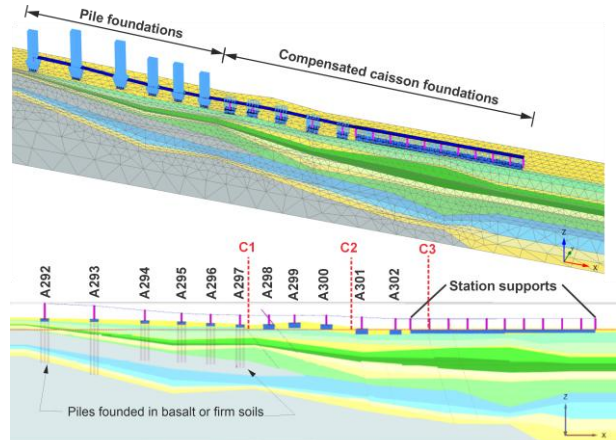 Pile foundations
Compensated caisson foundations
z
y
x
C1
C2
C3
A292
A293
A294
A295
A296
A297
A298
A299
A300
A301
A302
Station supports
Piles founded in basalt or firm soils
z
x